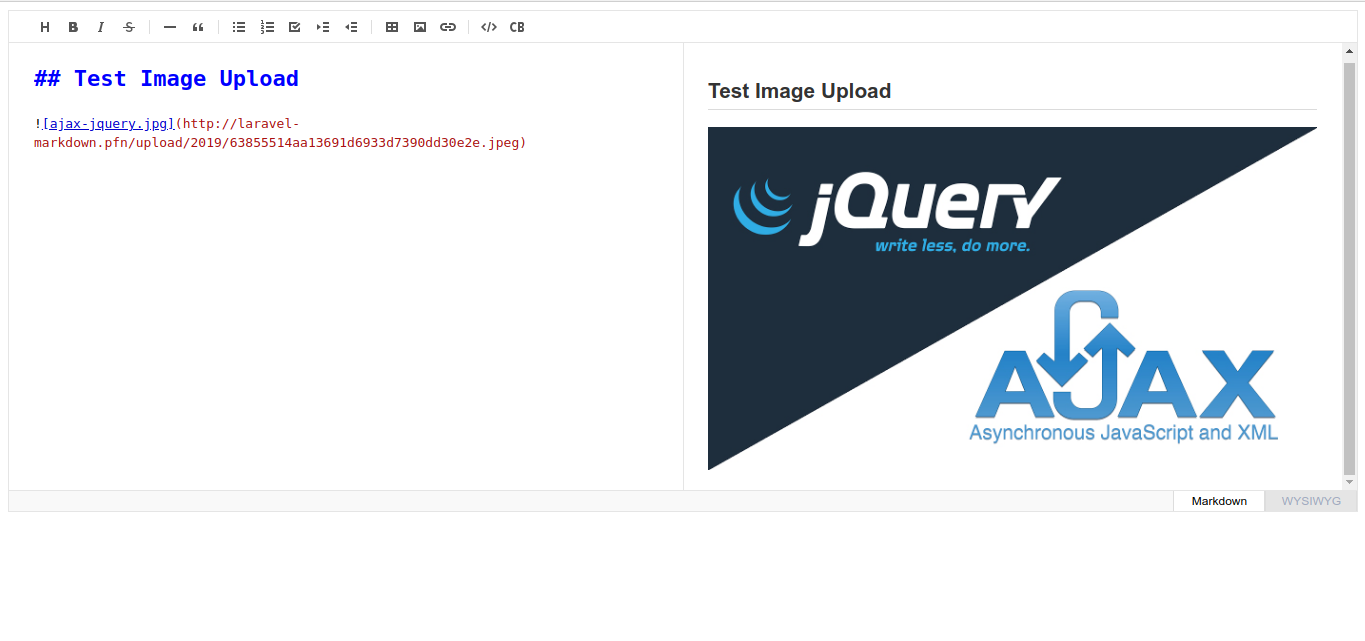 H B I S
CB
## Test Image Upload
![ajax-jquery.jpg](http://laravel-
markdown.pfn/upload/2019/63855514aa13691d6933d7390dd30e2e.jpeg)
Test Image Upload
jQuery
write less, do more.
AJAX
Asynchronous JavaScript and XML
Markdown
WYSIWYG